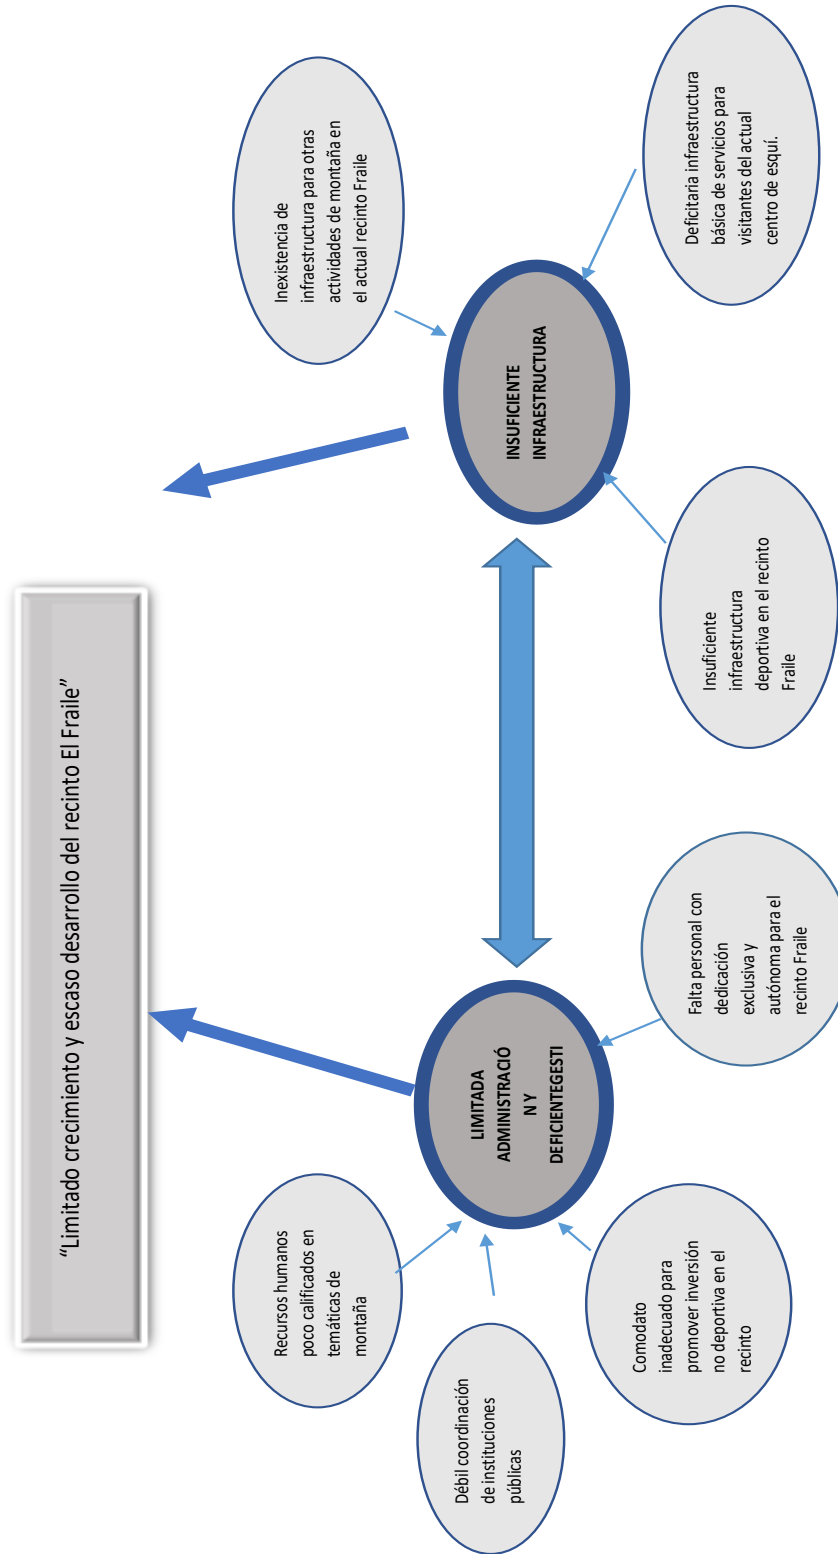 “Limitado crecimiento y escaso desarrollo del recinto El Fraile”
Recursos humanos
poco calificados en
temáticas de
montaña
Débil coordinación
de instituciones
públicas
Comodato
inadecuado para
promover inversión
no deportiva en el
recinto
LIMITADA
ADMINISTRACIÓ
N Y
DEFICIENTEGESTI
Falta personal con
dedicación
exclusiva y
autónoma para el
recinto Fraile
Inexistencia de
infraestructura para otras
actividades de montaña en
el actual recinto Fraile
INSUFICIENTE
INFRAESTRUCTURA
Insuficiente
infraestructura
deportiva en el recinto
Fraile
Deficitaria infraestructura
básica de servicios para
visitantes del actual
centro de esquí.